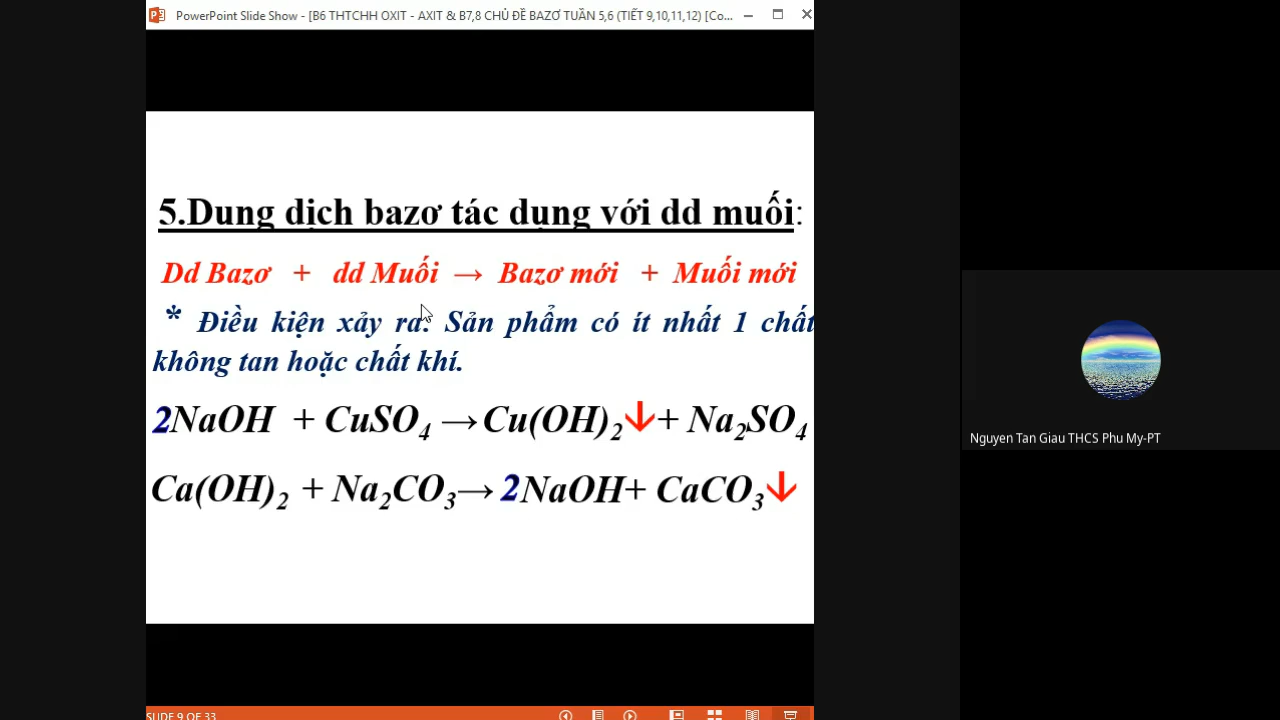 PowerPoint Slide Show - [B6 THTCHH OXIT - AXIT & B7,8 CHỦ ĐỀ BAZƠ TUẦN 5,6 (TIẾT 9,10,11,12) [Co...
5.Dung dịch bazơ tác dụng với dd muối:
Dd Bazơ + dd Muối → Bazơ mới + Muối mới
* Điều kiện xảy ra: Sản phẩm có ít nhất 1 chất
không tan hoặc chất khí.
2NaOH + CuSO₄ → Cu(OH)₂↓ + Na₂SO₄
Ca(OH)₂ + Na₂CO₃ → 2NaOH + CaCO₃↓
Nguyen Tan Giau THCS Phu My-PT
SLIDE 9 OF 33